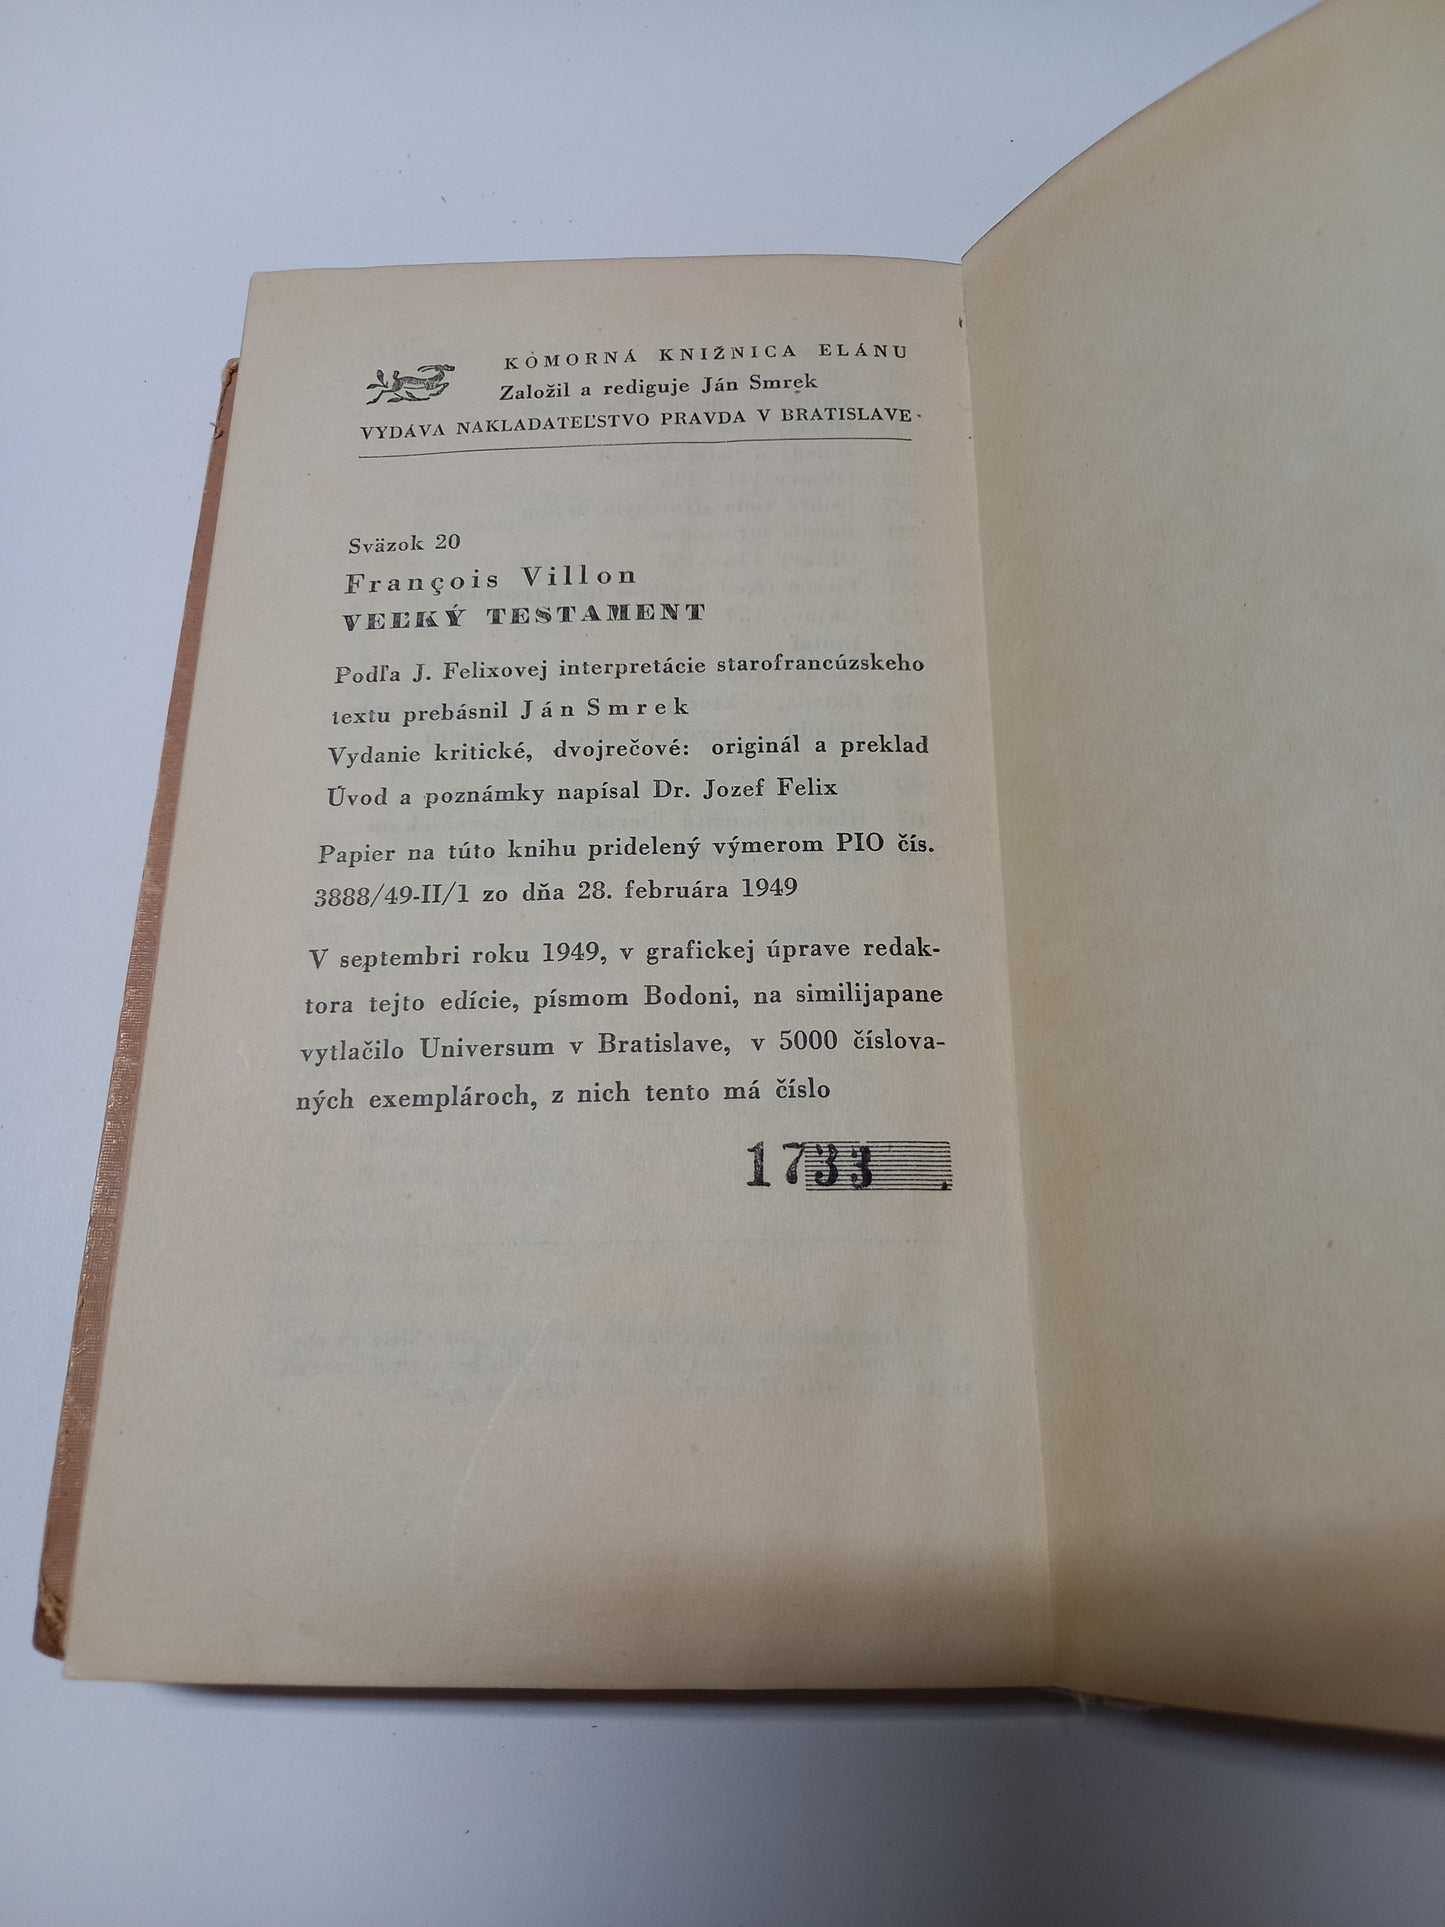 KOMORNÁ KNIŽNICA ELÁNU
Založil a rediguje Ján Smrek
VYDÁVA NAKLADATEĽSTVO PRAVDA V BRATISLAVE
Sväzok 20
François Villon
VEĽKÝ TESTAMENT
Podľa J. Felixovej interpretácie starofrancúzskeho
textu prebásnil Ján Smrek
Vydanie kritické, dvojrečové: originál a preklad
Úvod a poznámky napísal Dr. Jozef Felix
Papier na túto knihu pridelený výmerom PIO čís.
3888/49-II/1 zo dňa 28. februára 1949
V septembri roku 1949, v grafickej úprave redak-
tora tejto edície, písmom Bodoni, na similijapane
vytlačilo Universum v Bratislave, v 5000 číslova-
ných exemplároch, z nich tento má číslo
1733